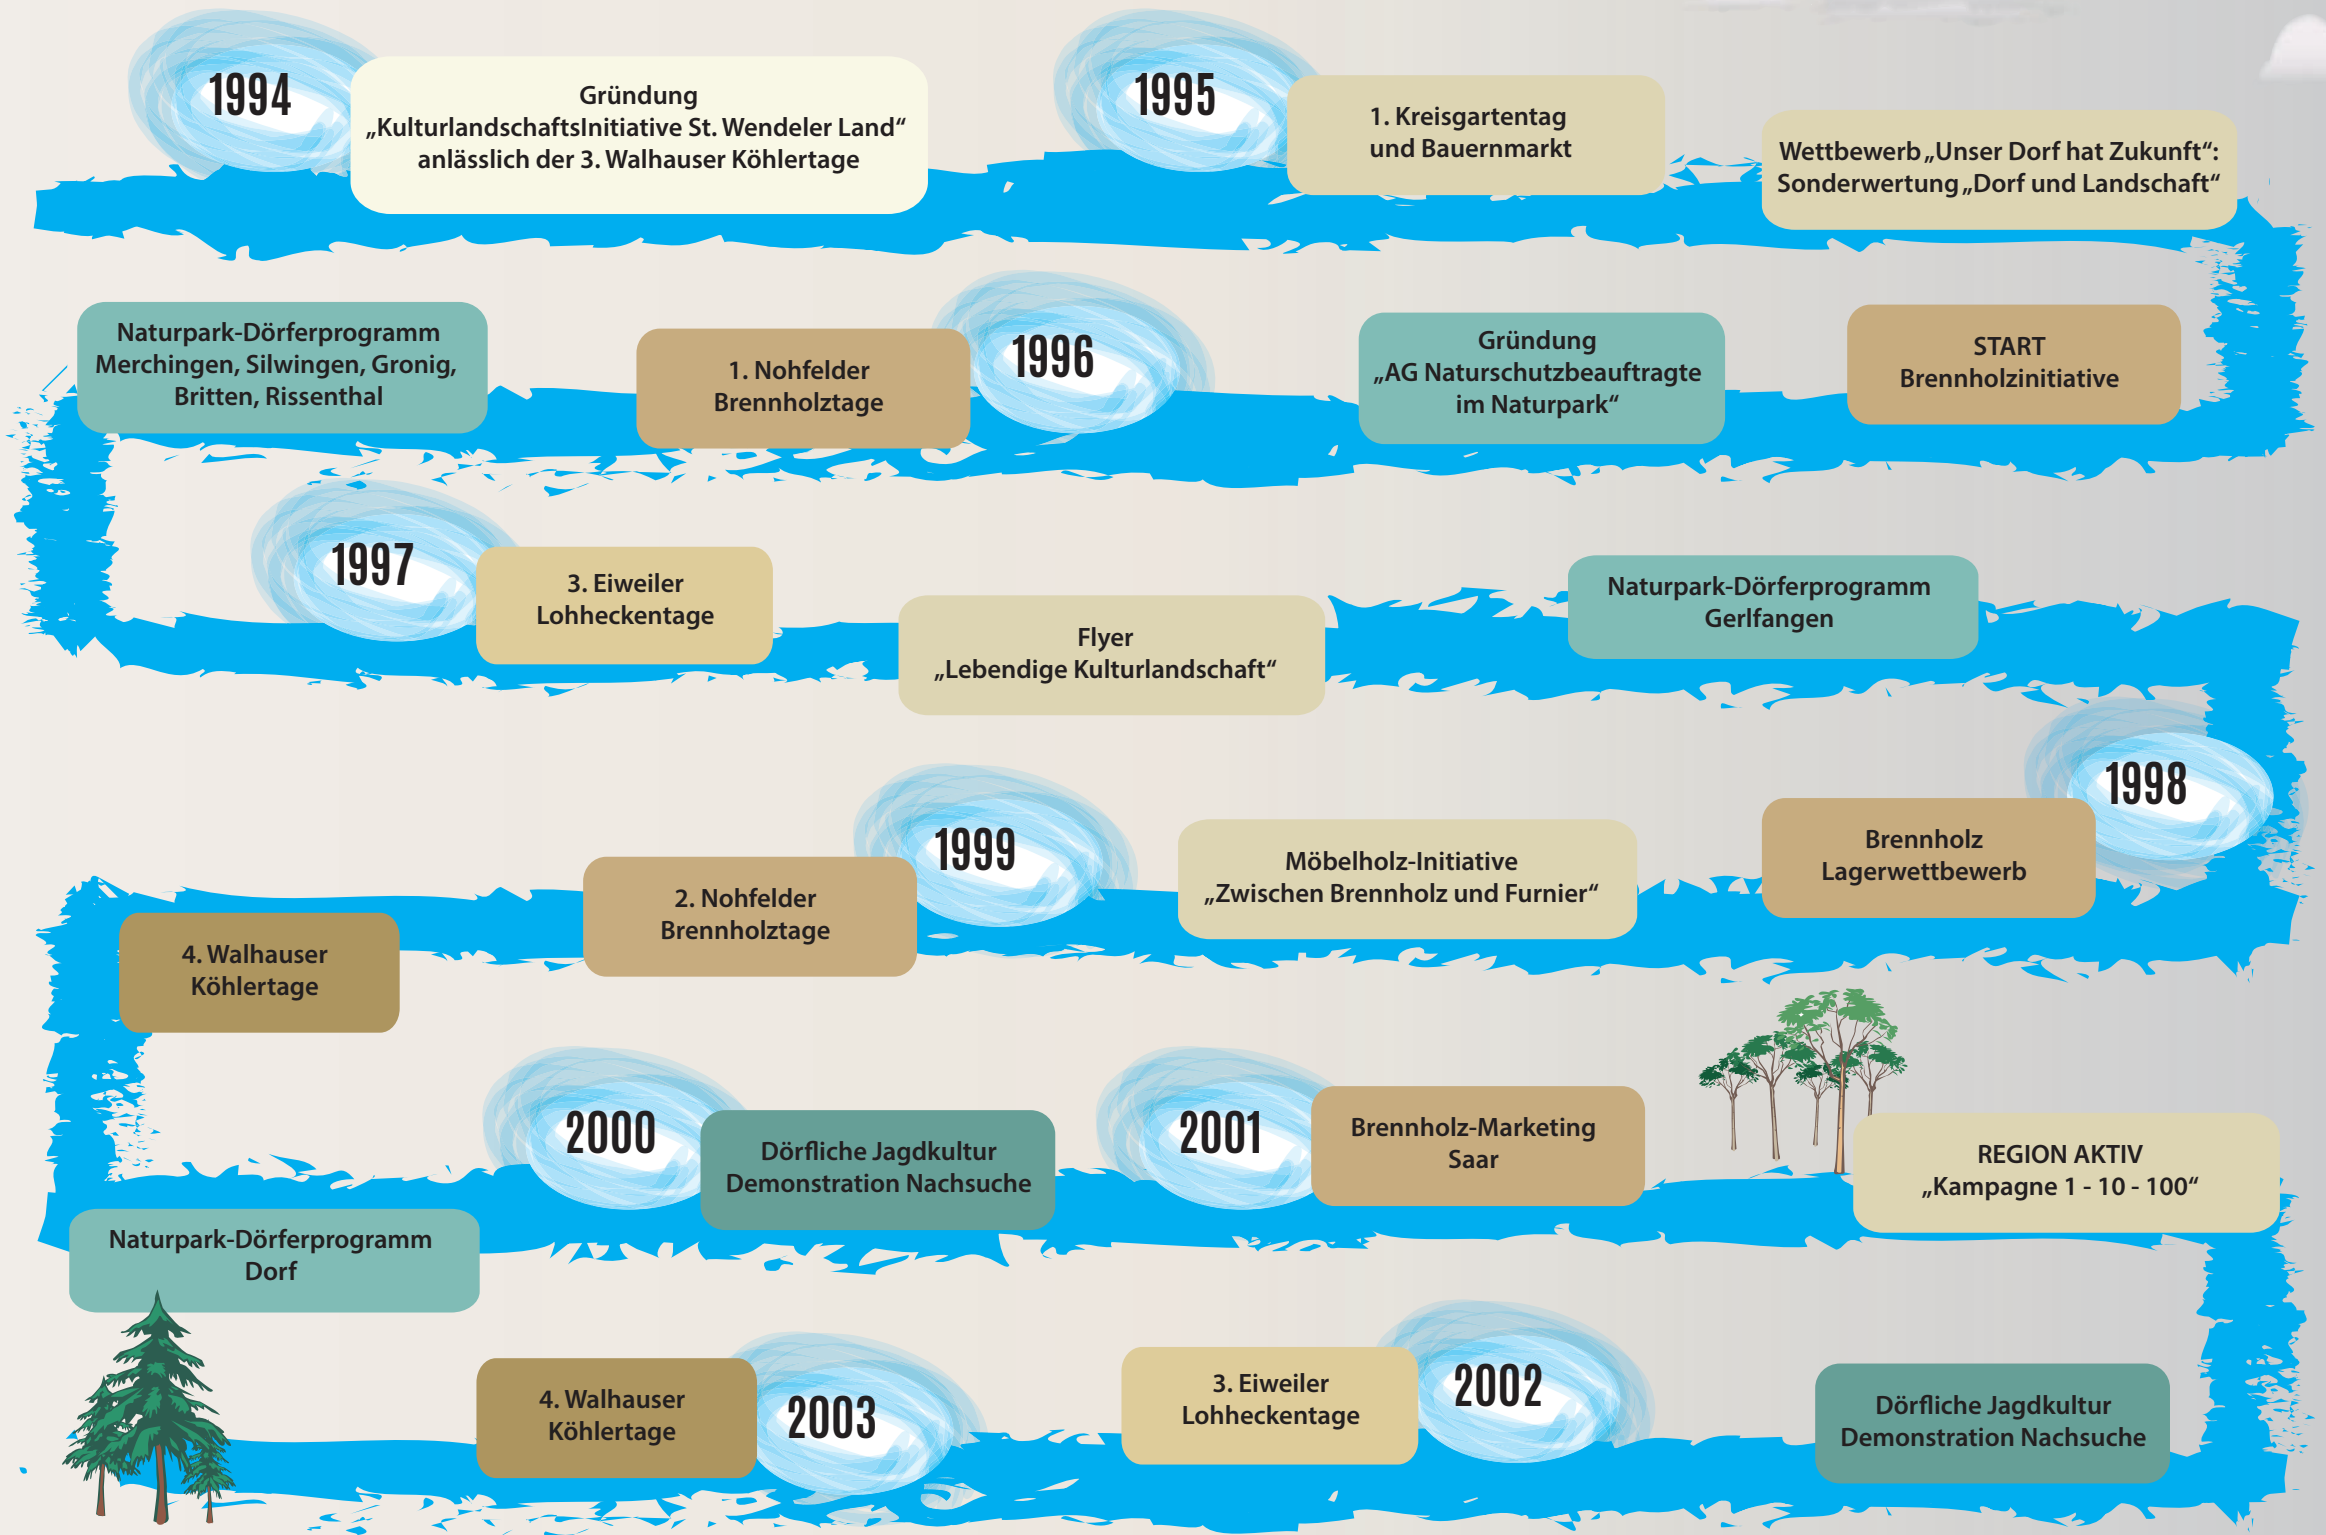 1994
Gründung
„KulturlandschaftsInitiative St. Wendeler Land“
anlässlich der 3. Walhauser Köhlertage
1995
1. Kreisgartentag
und Bauernmarkt
Wettbewerb „Unser Dorf hat Zukunft“:
Sonderwertung „Dorf und Landschaft“
START
Brennholzinitiative
Gründung
„AG Naturschutzbeauftragte
im Naturpark“
1996
1. Nohfelder
Brennholztage
Naturpark-Dörferprogramm
Merchingen, Silwingen, Gronig,
Britten, Rissenthal
1997
3. Eiweiler
Lohheckentage
Flyer
„Lebendige Kulturlandschaft“
Naturpark-Dörferprogramm
Gerlfangen
1998
Brennholz
Lagerwettbewerb
Möbelholz-Initiative
„Zwischen Brennholz und Furnier“
1999
2. Nohfelder
Brennholztage
4. Walhauser
Köhlertage
Naturpark-Dörferprogramm
Dorf
2000
Dörfliche Jagdkultur
Demonstration Nachsuche
2001
Brennholz-Marketing
Saar
REGION AKTIV
„Kampagne 1 - 10 - 100“
Dörfliche Jagdkultur
Demonstration Nachsuche
2002
3. Eiweiler
Lohheckentage
2003
4. Walhauser
Köhlertage